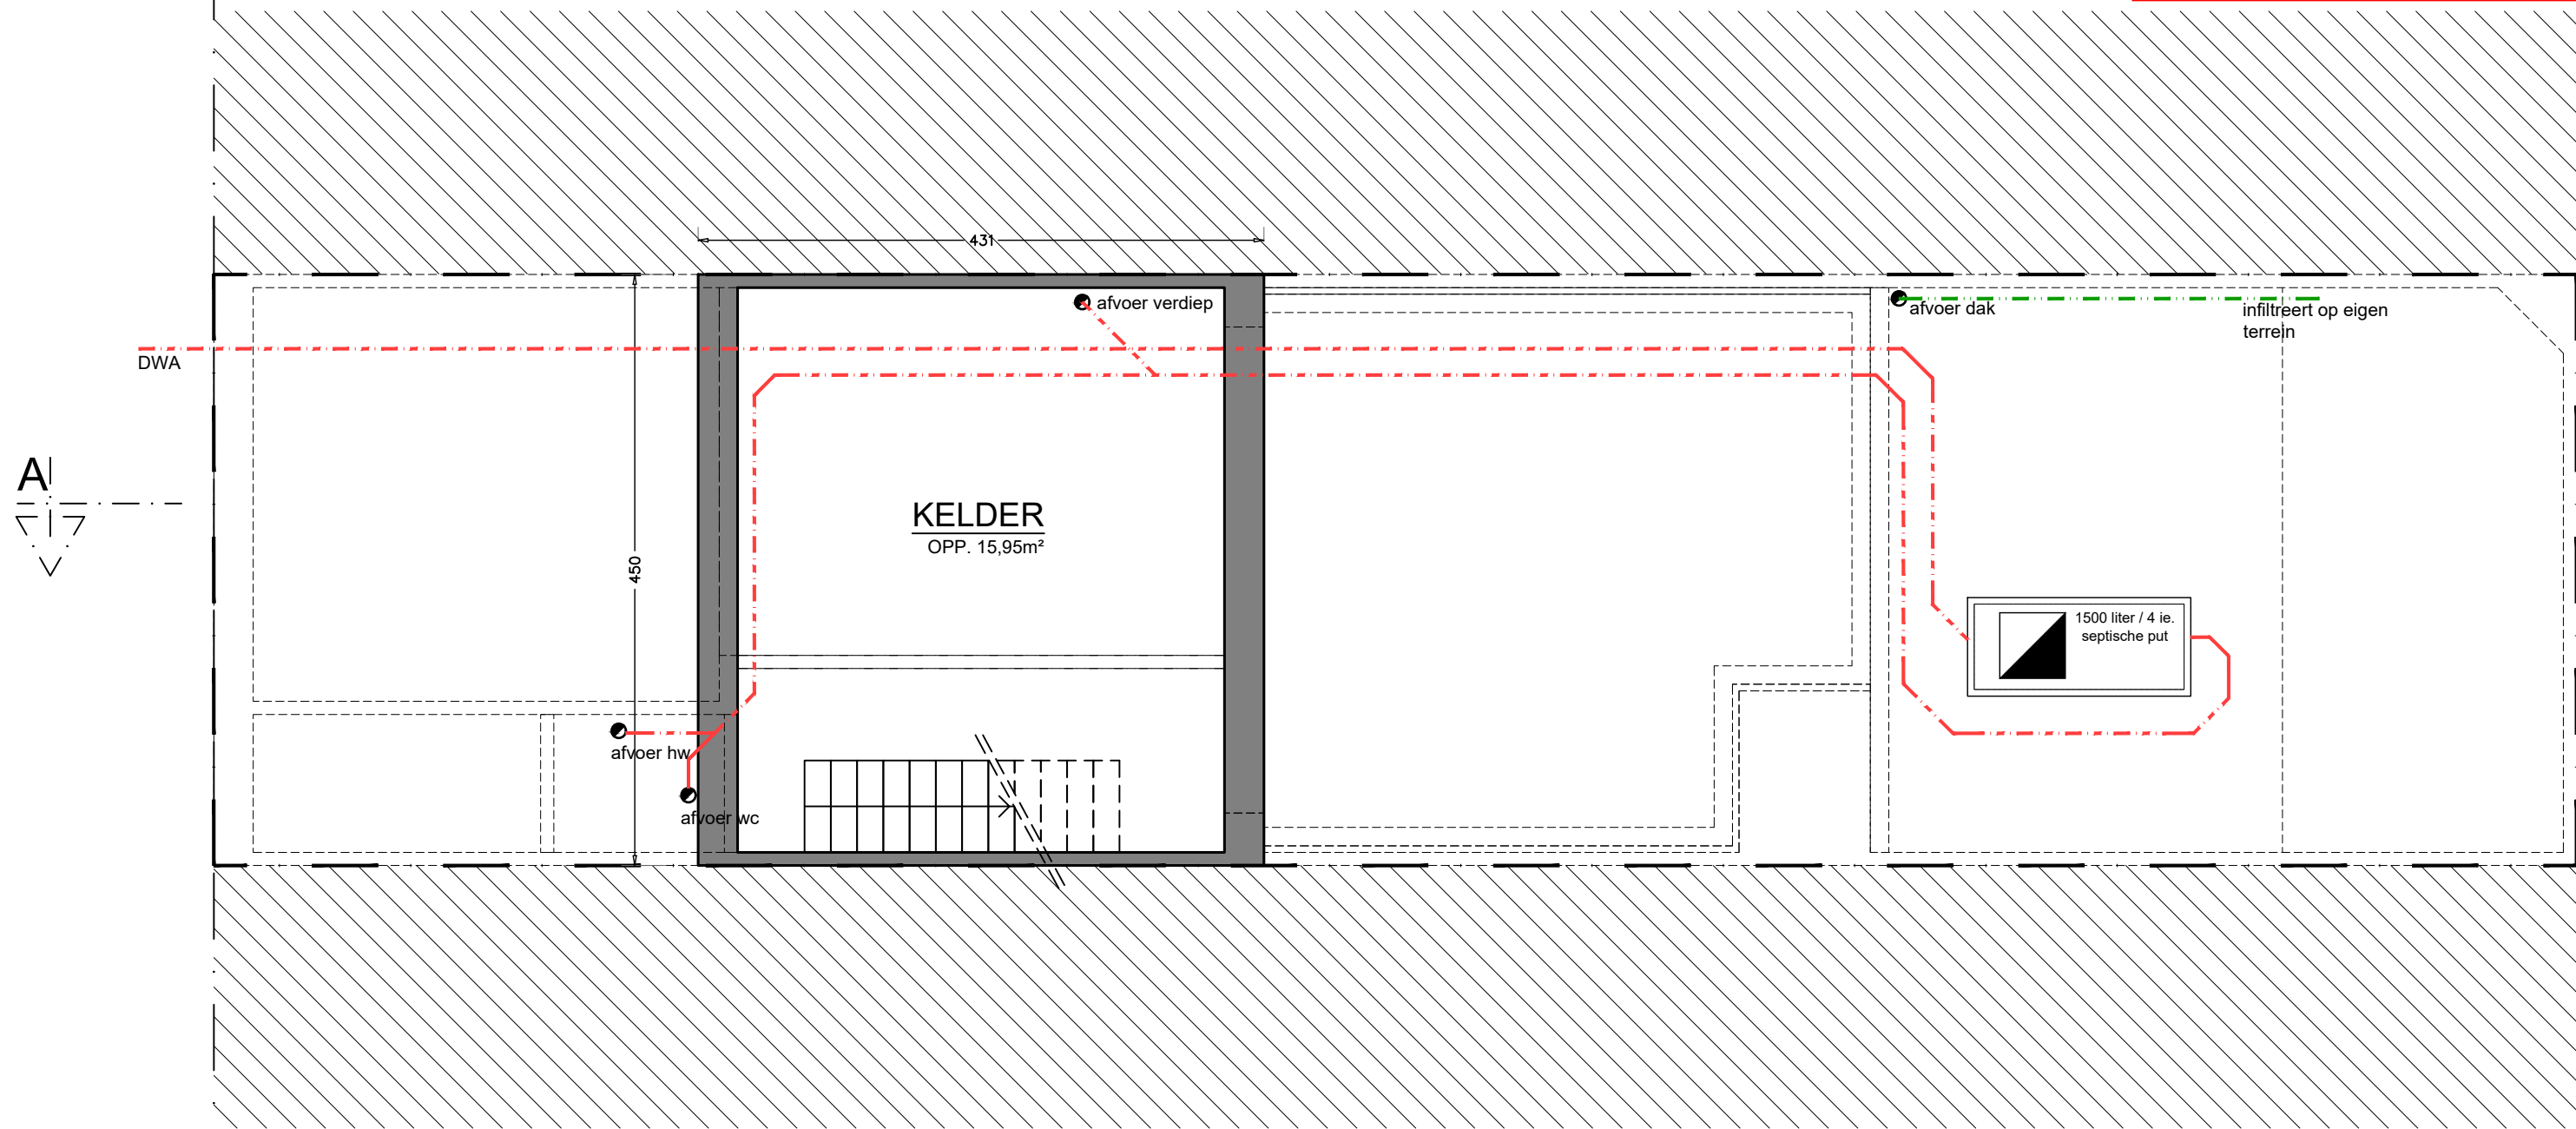 431
afvoer verdiep
afvoer dak
infiltreert op eigen
terrein
DWA
A
KELDER
OPP. 15,95m²
450
1500 liter / 4 ie.
septische put
afvoer hw
afvoer wc